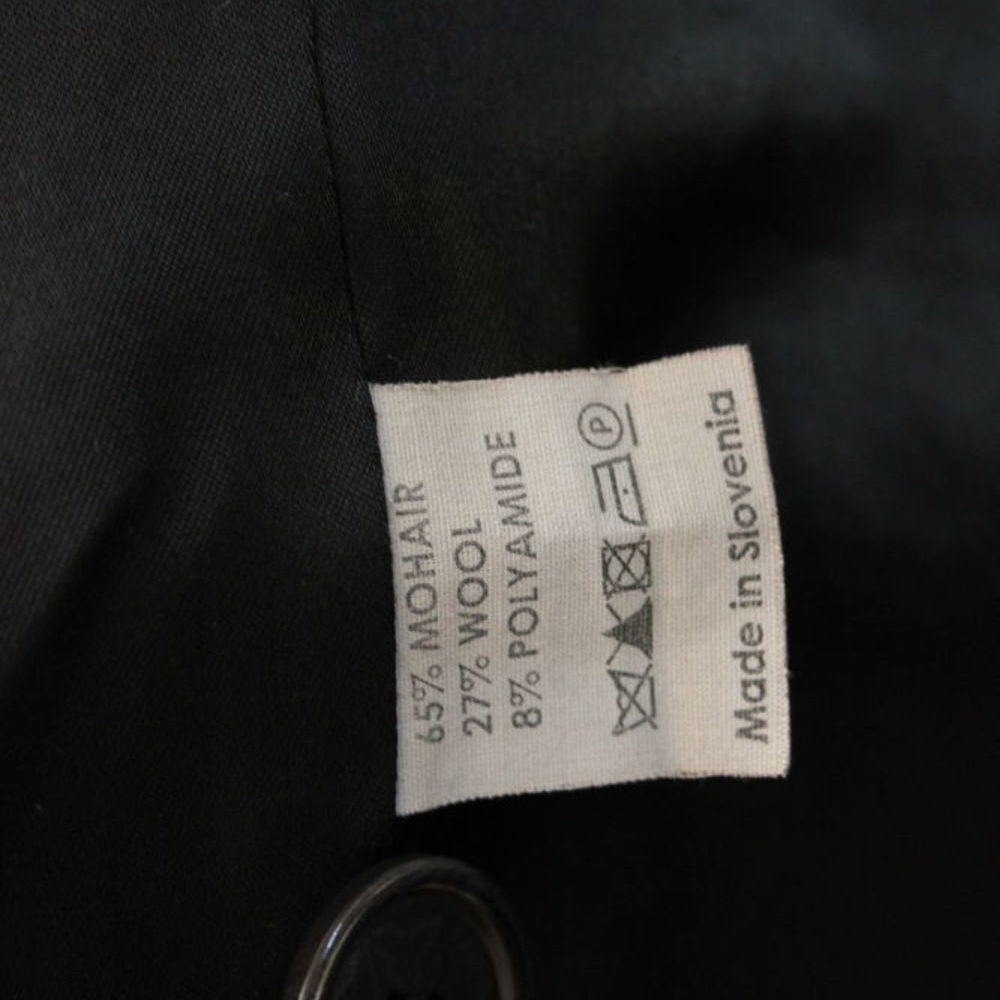 65% MOHAIR
27% WOOL
8% POLYAMIDE
P
Made in Slovenia